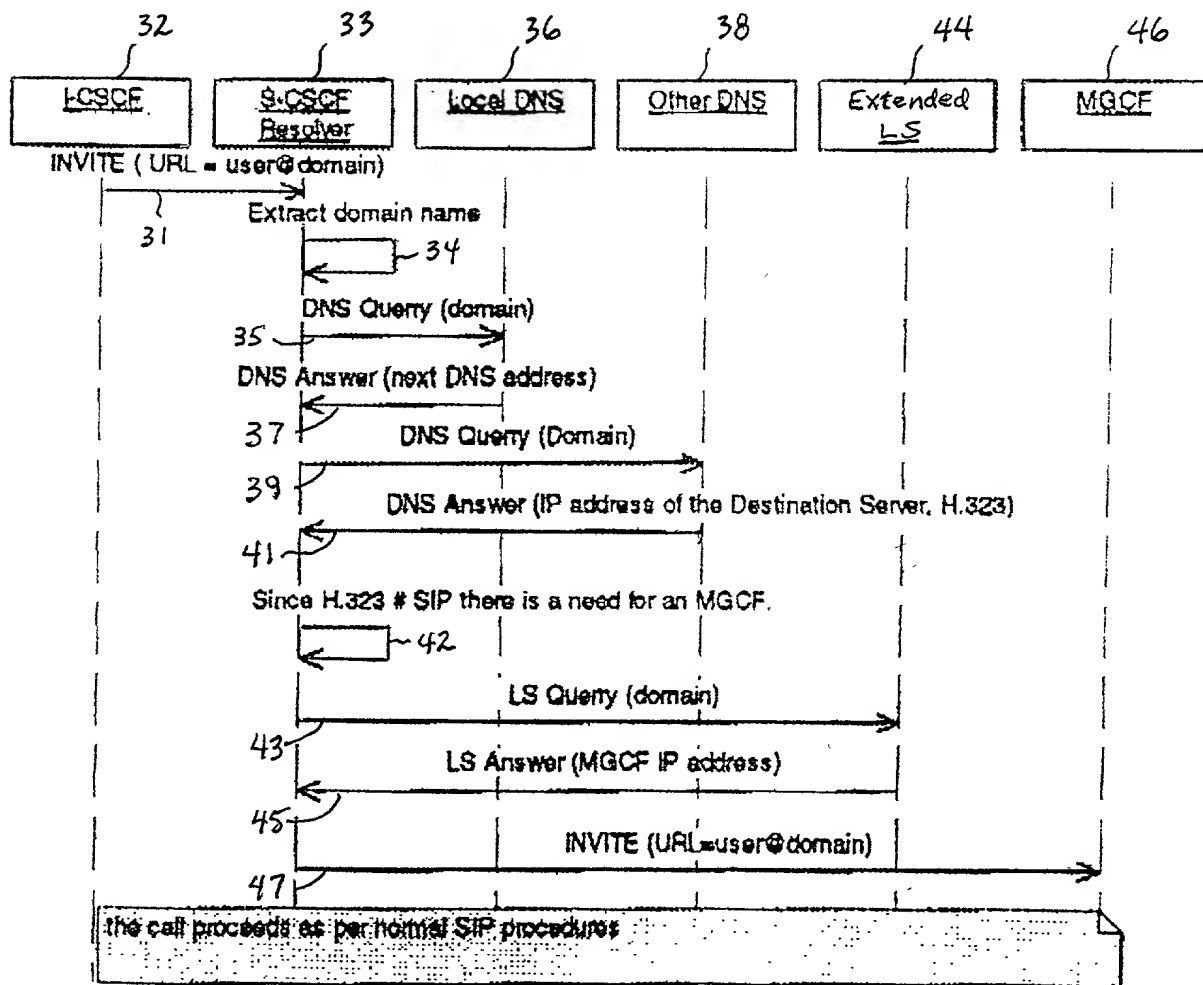 32 33 36 38 44 46
I-CSCF S-CSCF Local DNS Other DNS Extended MGCF
Resolver LS
INVITE ( URL = user@domain)
31
Extract domain name
34
DNS Querry (domain)
35
DNS Answer (next DNS address)
37
DNS Querry (Domain)
39
DNS Answer (IP address of the Destination Server, H.323)
41
Since H.323 # SIP there is a need for an MGCF.
42
LS Querry (domain)
43
LS Answer (MGCF IP address)
45
INVITE (URL=user@domain)
47
the call proceeds as per normal SIP procedures